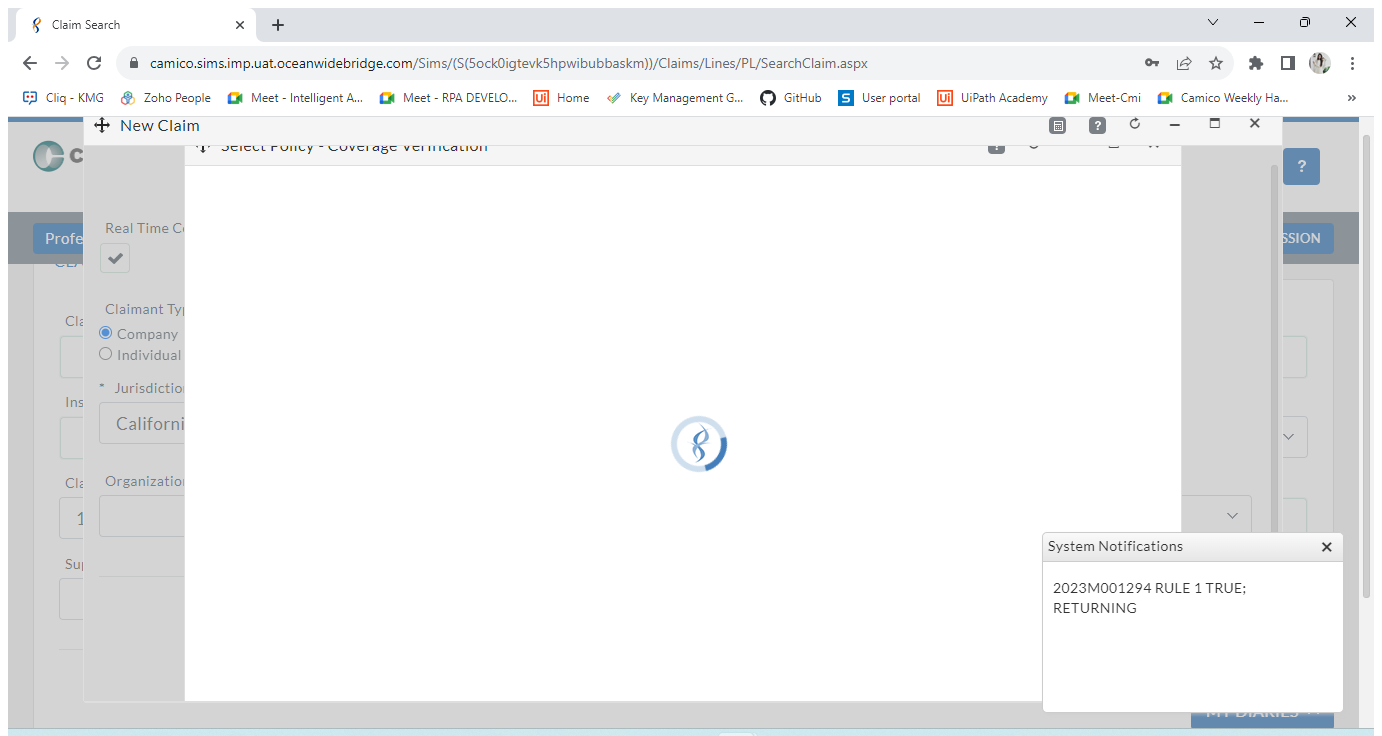 Claim Search
camico.sims.imp.uat.oceanwidebridge.com/Sims/(S(5ock0igtevk5hpwibubbaskm))/Claims/Lines/PL/SearchClaim.aspx
Cliq - KMG Zoho People Meet - Intelligent A... Meet - RPA DEVELO... Home Key Management G... GitHub User portal UiPath Academy Meet-Cmi Camico Weekly Ha... »
New Claim
Select Policy - Coverage Verification
C
?
Real Time Co
Profe
SSION
Claimant Typ
Cla
Company
Individual
* Jurisdiction
Ins
Californi
Organization
Cla
1
System Notifications
Sup
2023M001294 RULE 1 TRUE;
RETURNING
MY DIARIES